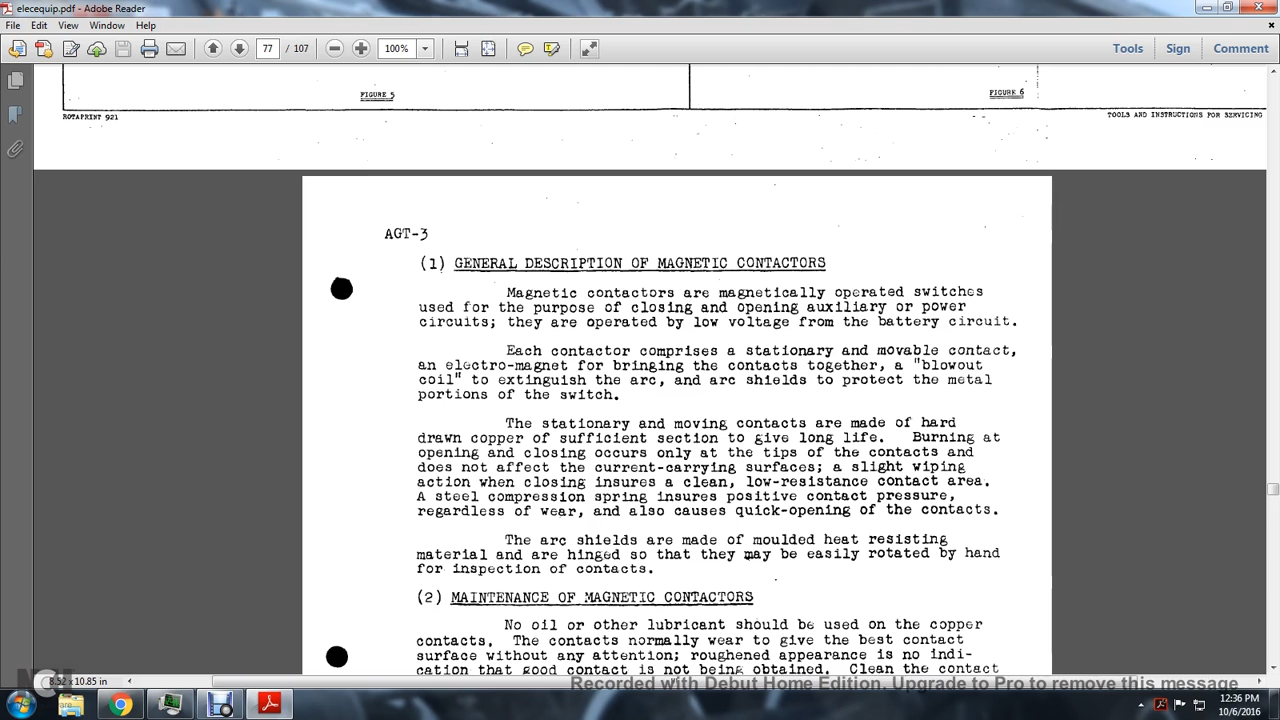 elecequip.pdf - Adobe Reader
File Edit View Window Help
77 / 107 100% Tools Sign Comment
FIGURE 5 FIGURE 6
ROTAPRINT 921 TOOLS AND INSTRUCTIONS FOR SERVICING
AGT-3
(1) GENERAL DESCRIPTION OF MAGNETIC CONTACTORS
Magnetic contactors are magnetically operated switches
used for the purpose of closing and opening auxiliary or power
circuits; they are operated by low voltage from the battery circuit.
Each contactor comprises a stationary and movable contact,
an electro-magnet for bringing the contacts together, a "blowout
coil" to extinguish the arc, and arc shields to protect the metal
portions of the switch.
The stationary and moving contacts are made of hard
drawn copper of sufficient section to give long life. Burning at
opening and closing occurs only at the tips of the contacts and
does not affect the current-carrying surfaces; a slight wiping
action when closing insures a clean, low-resistance contact area.
A steel compression spring insures positive contact pressure,
regardless of wear, and also causes quick-opening of the contacts.
The arc shields are made of moulded heat resisting
material and are hinged so that they may be easily rotated by hand
for inspection of contacts.
(2) MAINTENANCE OF MAGNETIC CONTACTORS
No oil or other lubricant should be used on the copper
contacts. The contacts normally wear to give the best contact
surface without any attention; roughened appearance is no indi-
cation that good contact is not being obtained. Clean the contact
8.52 x 10.85 in
Recorded with Debut Home Edition. Upgrade to Pro to remove this message
12:36 PM
10/6/2016